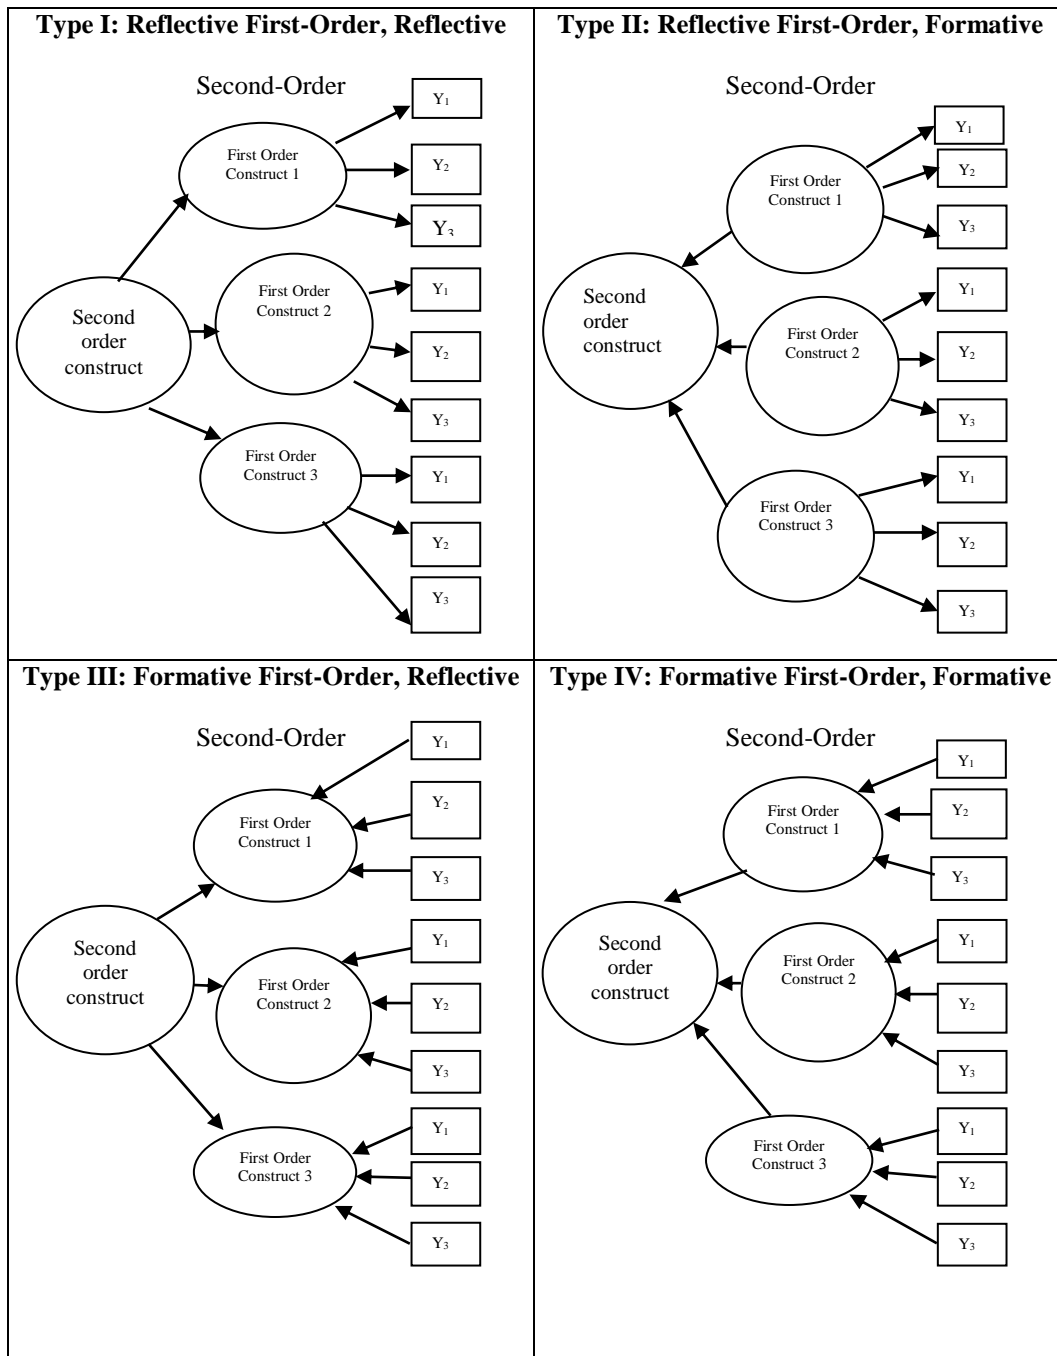 Type I: Reflective First-Order, Reflective
Second-Order
Y₁
First Order
Construct 1
Y₂
Y₃
First Order
Construct 2
Y₁
Second
order
construct
Y₂
Y₃
First Order
Construct 3
Y₁
Y₂
Y₃
Type II: Reflective First-Order, Formative
Second-Order
Y₁
First Order
Construct 1
Y₂
Y₃
Second
order
construct
Y₁
First Order
Construct 2
Y₂
Y₃
Y₁
First Order
Construct 3
Y₂
Y₃
Type III: Formative First-Order, Reflective
Second-Order
Y₁
Y₂
First Order
Construct 1
Y₃
Second
order
construct
Y₁
First Order
Construct 2
Y₂
Y₃
Y₁
First Order
Construct 3
Y₂
Y₃
Type IV: Formative First-Order, Formative
Second-Order
Y₁
First Order
Construct 1
Y₂
Y₃
Second
order
construct
Y₁
First Order
Construct 2
Y₂
Y₃
Y₁
First Order
Construct 3
Y₂
Y₃